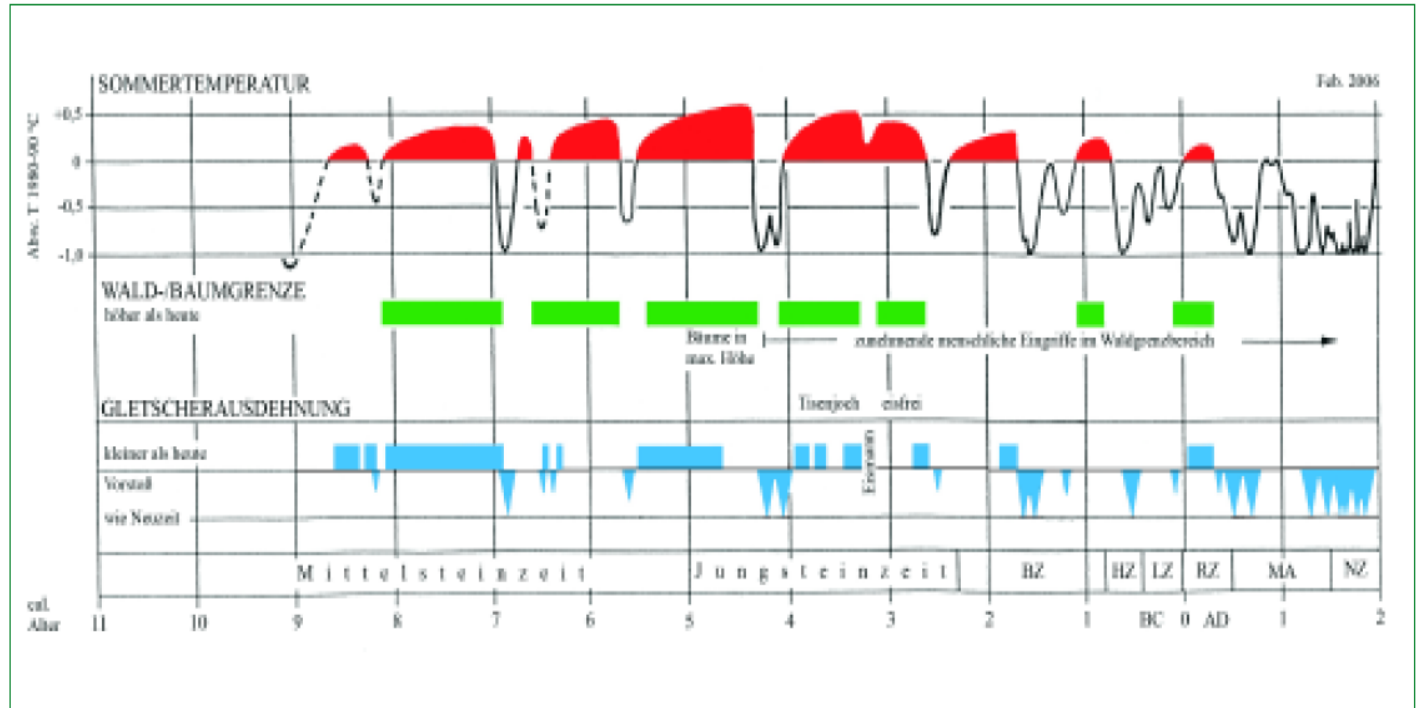 SOMMERTEMPERATUR
Feb. 2006
Abw. T 1980-90 °C
+0,5
0
-0,5
-1,0
WALD-/BAUMGRENZE
höher als heute
Bäume in
max. Höhe
zunehmende menschliche Eingriffe im Waldgrenzbereich
GLETSCHERAUSDEHNUNG
Tisenjoch eisfrei
kleiner als heute
Eismann
Vorstoß
wie Neuzeit
Mittelsteinzeit Jungsteinzeit BZ HZ LZ RZ MA NZ
cal.
Alter 11 10 9 8 7 6 5 4 3 2 1 BC 0 AD 1 2